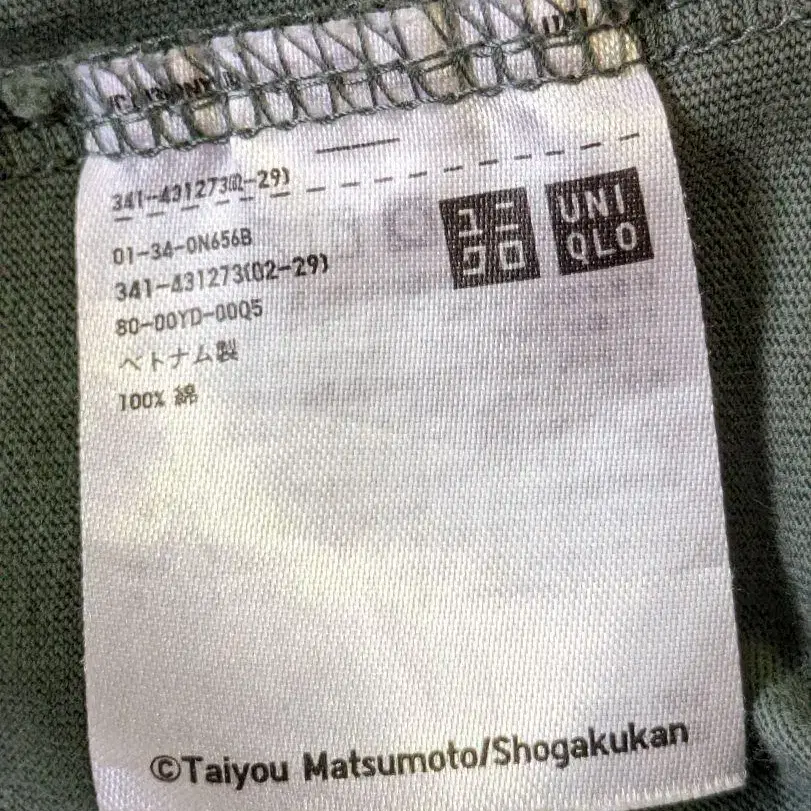 341-431273(02-29)
ユニ
クロ
UNI
QLO
01-34-0N656B
341-431273(02-29)
80-00YD-00Q5
ベトナム製
100% 綿
©Taiyou Matsumoto/Shogakukan